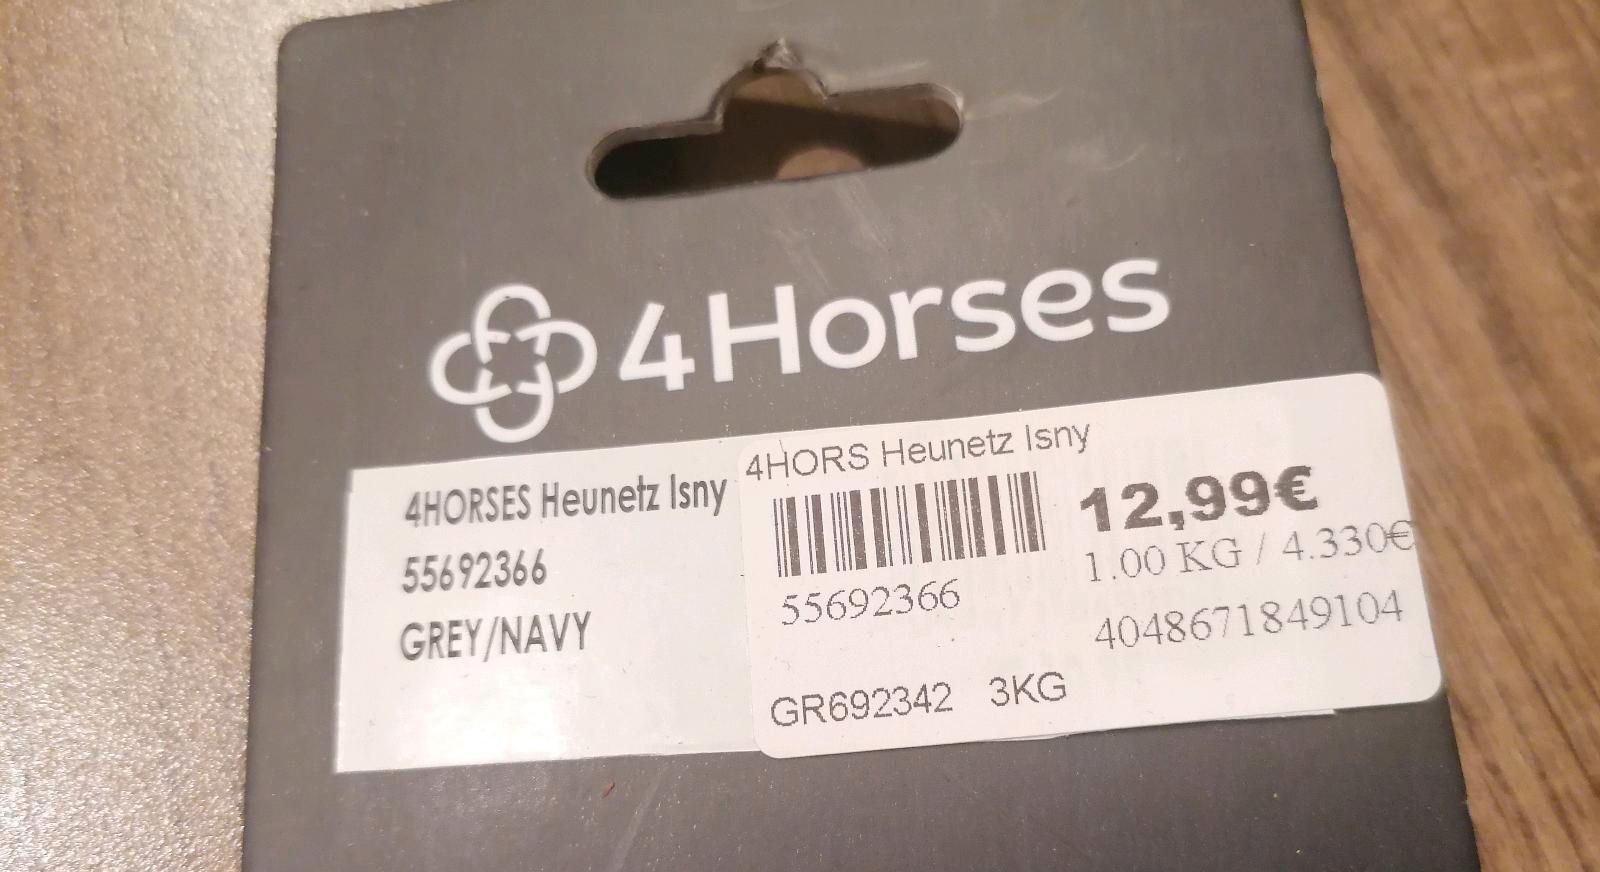 4Horses
4HORSES Heunetz Isny
55692366
GREY/NAVY
4HORS Heunetz Isny
12,99€
1.00 KG / 4.330€
55692366
4048671849104
GR692342 3KG